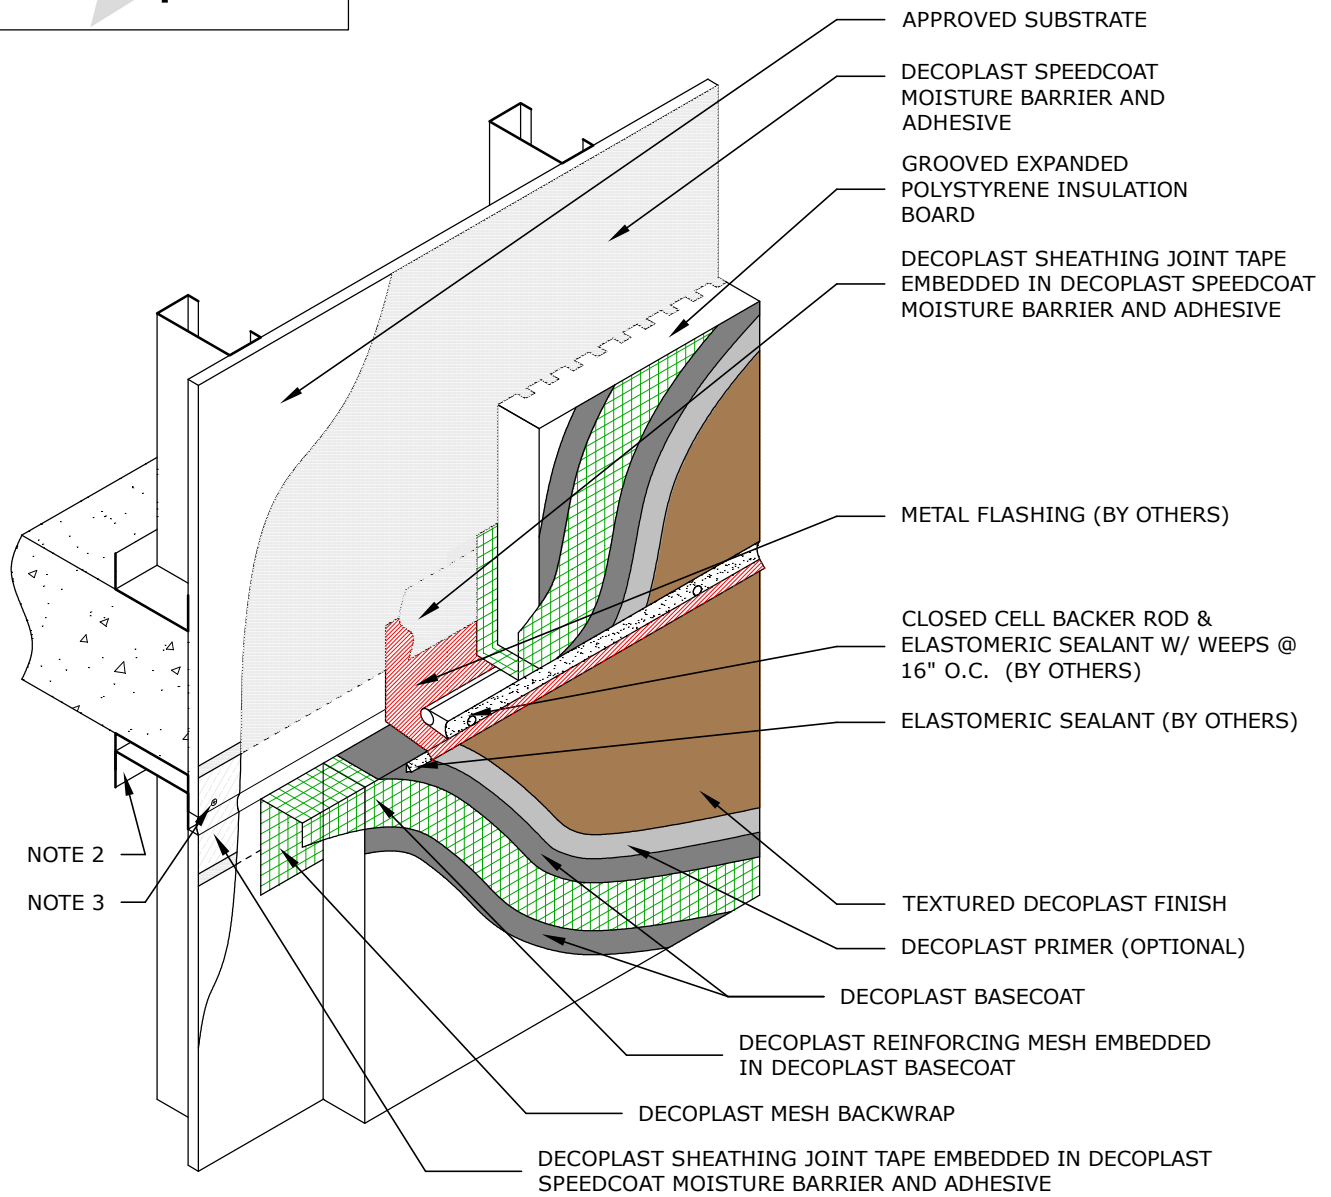 APPROVED SUBSTRATE
DECOPLAST SPEEDCOAT
MOISTURE BARRIER AND
ADHESIVE
GROOVED EXPANDED
POLYSTYRENE INSULATION
BOARD
DECOPLAST SHEATHING JOINT TAPE
EMBEDDED IN DECOPLAST SPEEDCOAT
MOISTURE BARRIER AND ADHESIVE
METAL FLASHING (BY OTHERS)
CLOSED CELL BACKER ROD &
ELASTOMERIC SEALANT W/ WEEPS @
16" O.C. (BY OTHERS)
ELASTOMERIC SEALANT (BY OTHERS)
NOTE 2
NOTE 3
TEXTURED DECOPLAST FINISH
DECOPLAST PRIMER (OPTIONAL)
DECOPLAST BASECOAT
DECOPLAST REINFORCING MESH EMBEDDED
IN DECOPLAST BASECOAT
DECOPLAST MESH BACKWRAP
DECOPLAST SHEATHING JOINT TAPE EMBEDDED IN DECOPLAST
SPEEDCOAT MOISTURE BARRIER AND ADHESIVE